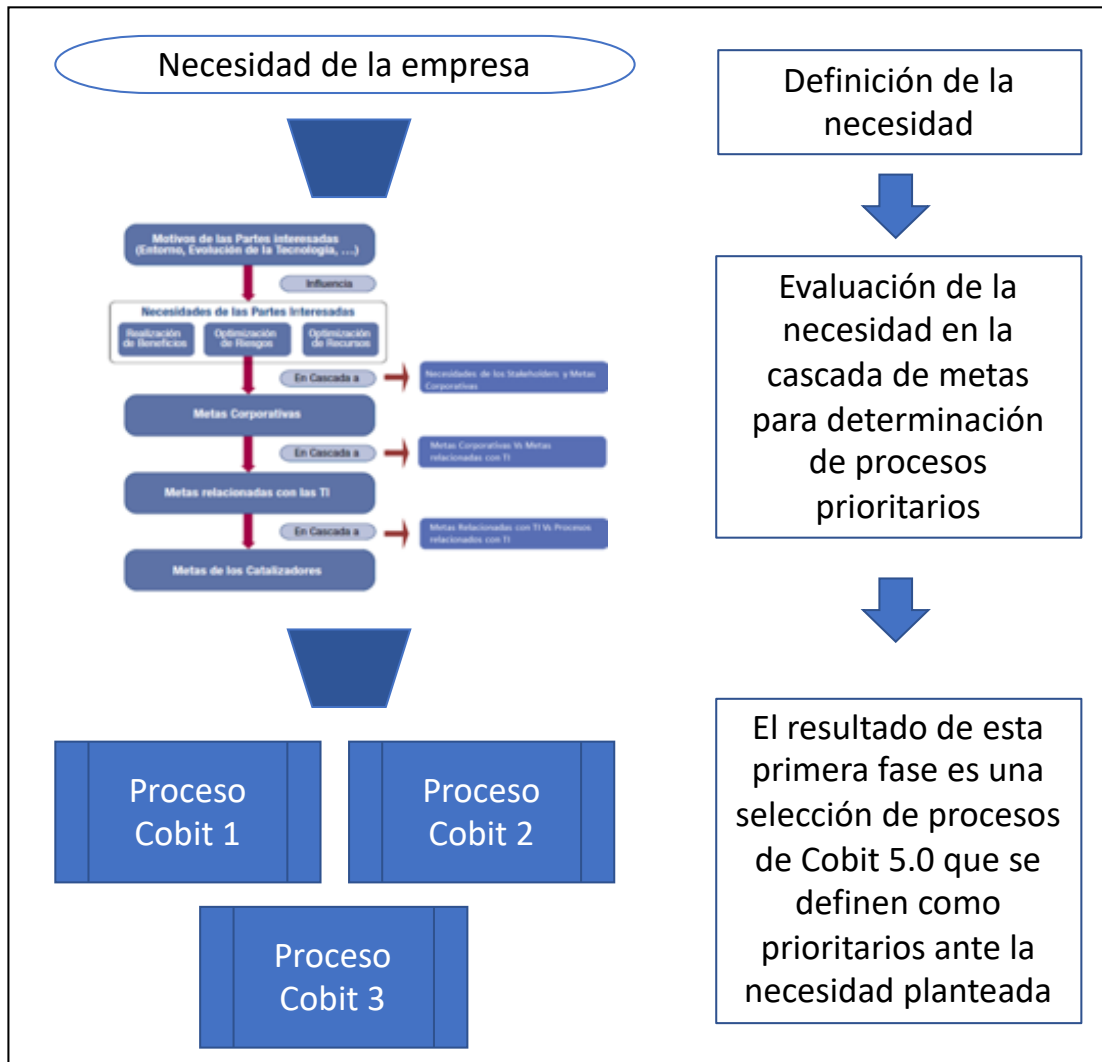 Necesidad de la empresa
Motivos de las Partes interesadas
(Entorno, Evolución de la Tecnología, ...)
Influencia
Necesidades de las Partes Interesadas
Realización
de Beneficios
Optimización
de Riesgos
Optimización
de Recursos
En Cascada a
Necesidades de los Stakeholders y Metas
Corporativas
Metas Corporativas
En Cascada a
Metas Corporativas Vs Metas
relacionadas con TI
Metas relacionadas con las TI
En Cascada a
Metas Relacionadas con TI Vs Procesos
relacionados con TI
Metas de los Catalizadores
Proceso
Cobit 1
Proceso
Cobit 2
Proceso
Cobit 3
Definición de la
necesidad
Evaluación de la
necesidad en la
cascada de metas
para determinación
de procesos
prioritarios
El resultado de esta
primera fase es una
selección de procesos
de Cobit 5.0 que se
definen como
prioritarios ante la
necesidad planteada